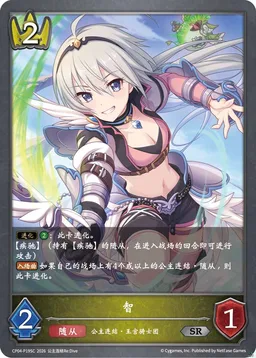 2
进化 2：此卡进化。
【疾驰】（持有【疾驰】的随从，在进入战场的回合即可进行攻击）
入场曲 如果自己的战场上有4个或以上的公主连结・随从，则此卡进化。
智
2
随从
公主连结・王宫骑士团
SR
1